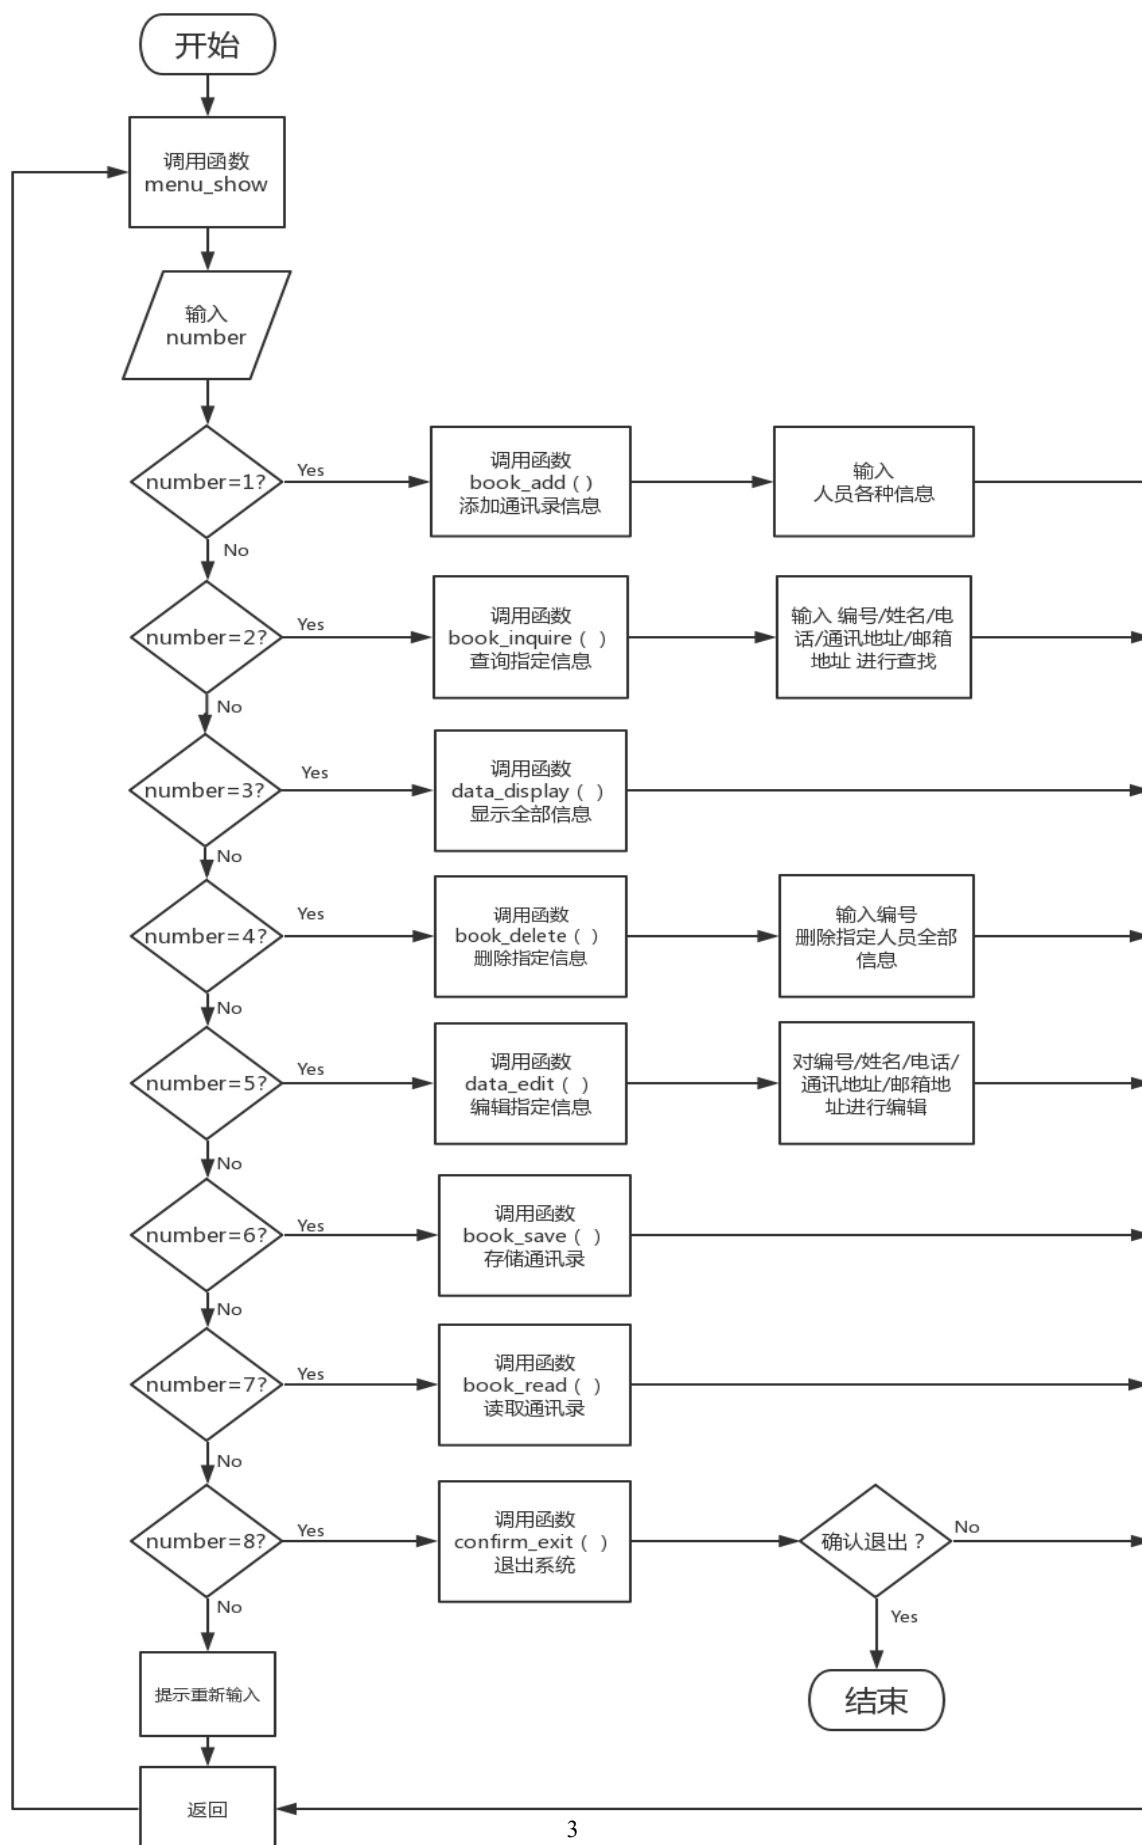 开始
调用函数
menu_show
输入
number
number=1?
Yes
调用函数
book_add ( )
添加通讯录信息
输入
人员各种信息
No
number=2?
Yes
调用函数
book_inquire ( )
查询指定信息
输入 编号/姓名/电
话/通讯地址/邮箱
地址 进行查找
No
number=3?
Yes
调用函数
data_display ( )
显示全部信息
No
number=4?
Yes
调用函数
book_delete ( )
删除指定信息
输入编号
删除指定人员全部
信息
No
number=5?
Yes
调用函数
data_edit ( )
编辑指定信息
对编号/姓名/电话/
通讯地址/邮箱地
址进行编辑
No
number=6?
Yes
调用函数
book_save ( )
存储通讯录
No
number=7?
Yes
调用函数
book_read ( )
读取通讯录
No
number=8?
Yes
调用函数
confirm_exit ( )
退出系统
确认退出？
No
No
Yes
提示重新输入
结束
返回
3